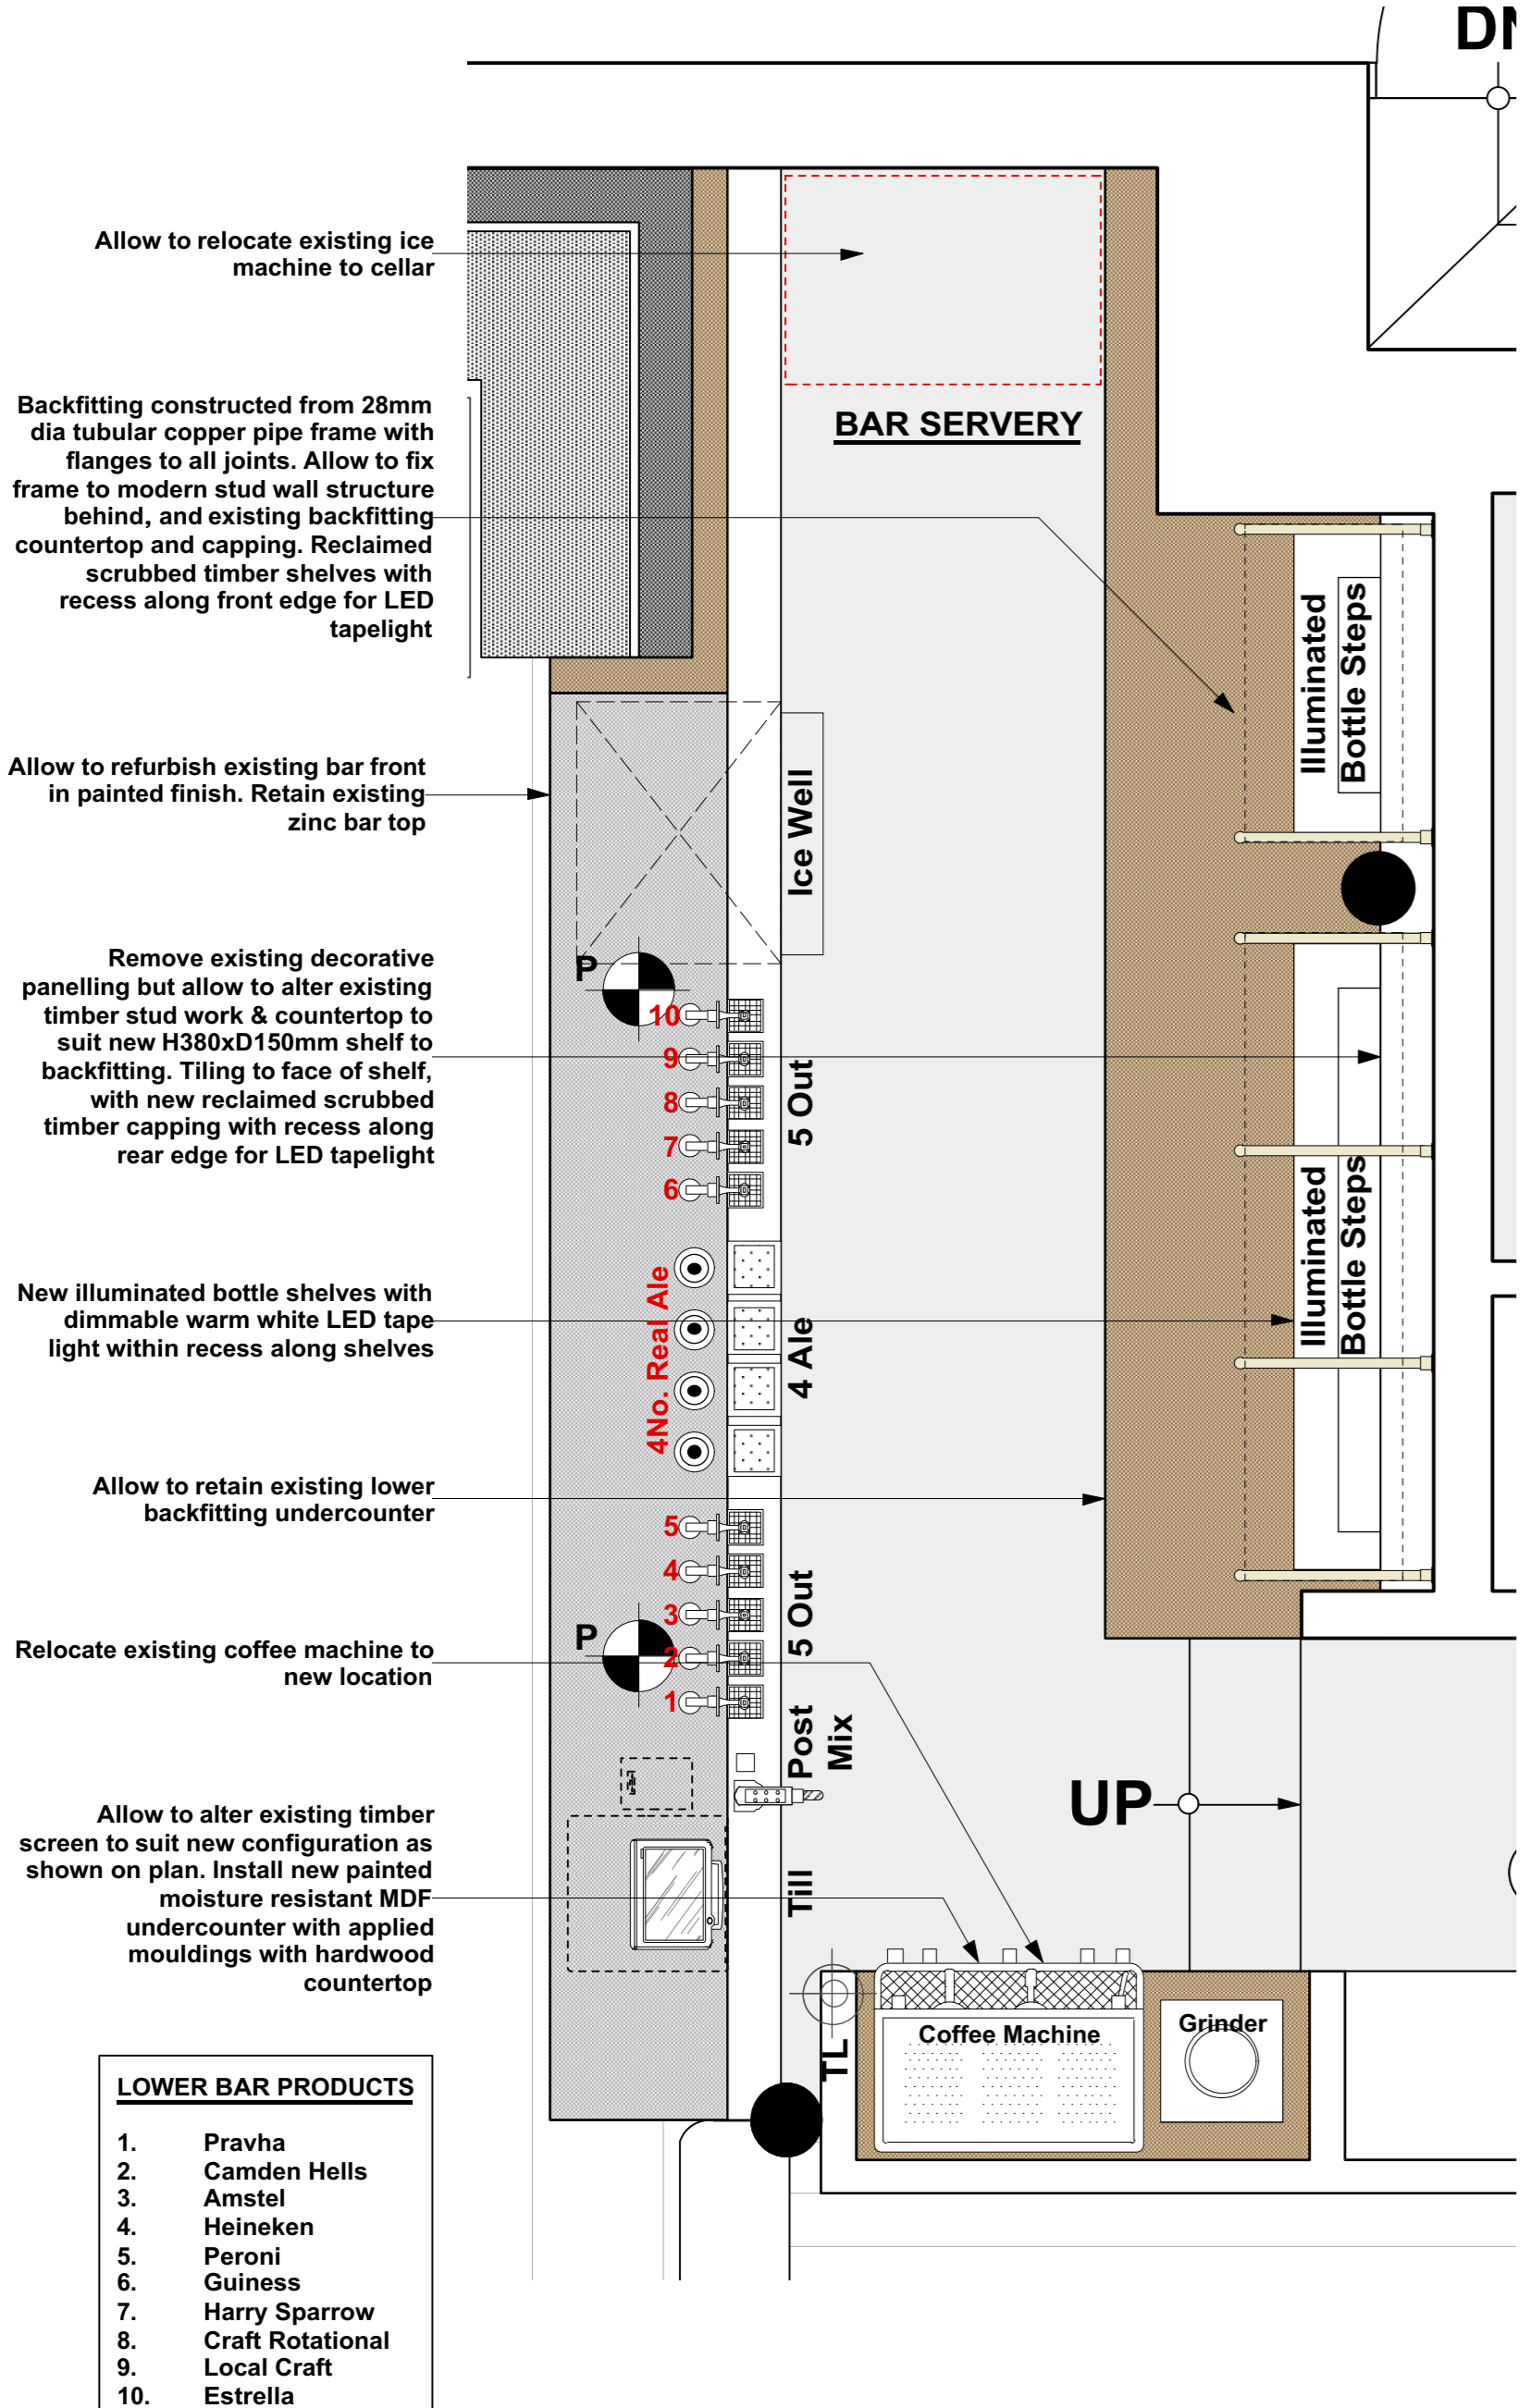 DN
Allow to relocate existing ice
machine to cellar
Backfitting constructed from 28mm
dia tubular copper pipe frame with
flanges to all joints. Allow to fix
frame to modern stud wall structure
behind, and existing backfitting
countertop and capping. Reclaimed
scrubbed timber shelves with
recess along front edge for LED
tapelight
Allow to refurbish existing bar front
in painted finish. Retain existing
zinc bar top
Remove existing decorative
panelling but allow to alter existing
timber stud work & countertop to
suit new H380xD150mm shelf to
backfitting. Tiling to face of shelf,
with new reclaimed scrubbed
timber capping with recess along
rear edge for LED tapelight
New illuminated bottle shelves with
dimmable warm white LED tape
light within recess along shelves
Allow to retain existing lower
backfitting undercounter
Relocate existing coffee machine to
new location
Allow to alter existing timber
screen to suit new configuration as
shown on plan. Install new painted
moisture resistant MDF
undercounter with applied
mouldings with hardwood
countertop
BAR SERVERY
Illuminated
Bottle Steps
Ice Well
P
10
9
8
7
6
5 Out
4No. Real Ale
4 Ale
Illuminated
Bottle Steps
5
4
3
2
1
5 Out
P
Post
Mix
Till
UP
TL
Coffee Machine
Grinder
LOWER BAR PRODUCTS
1. Pravha
2. Camden Hells
3. Amstel
4. Heineken
5. Peroni
6. Guiness
7. Harry Sparrow
8. Craft Rotational
9. Local Craft
10. Estrella